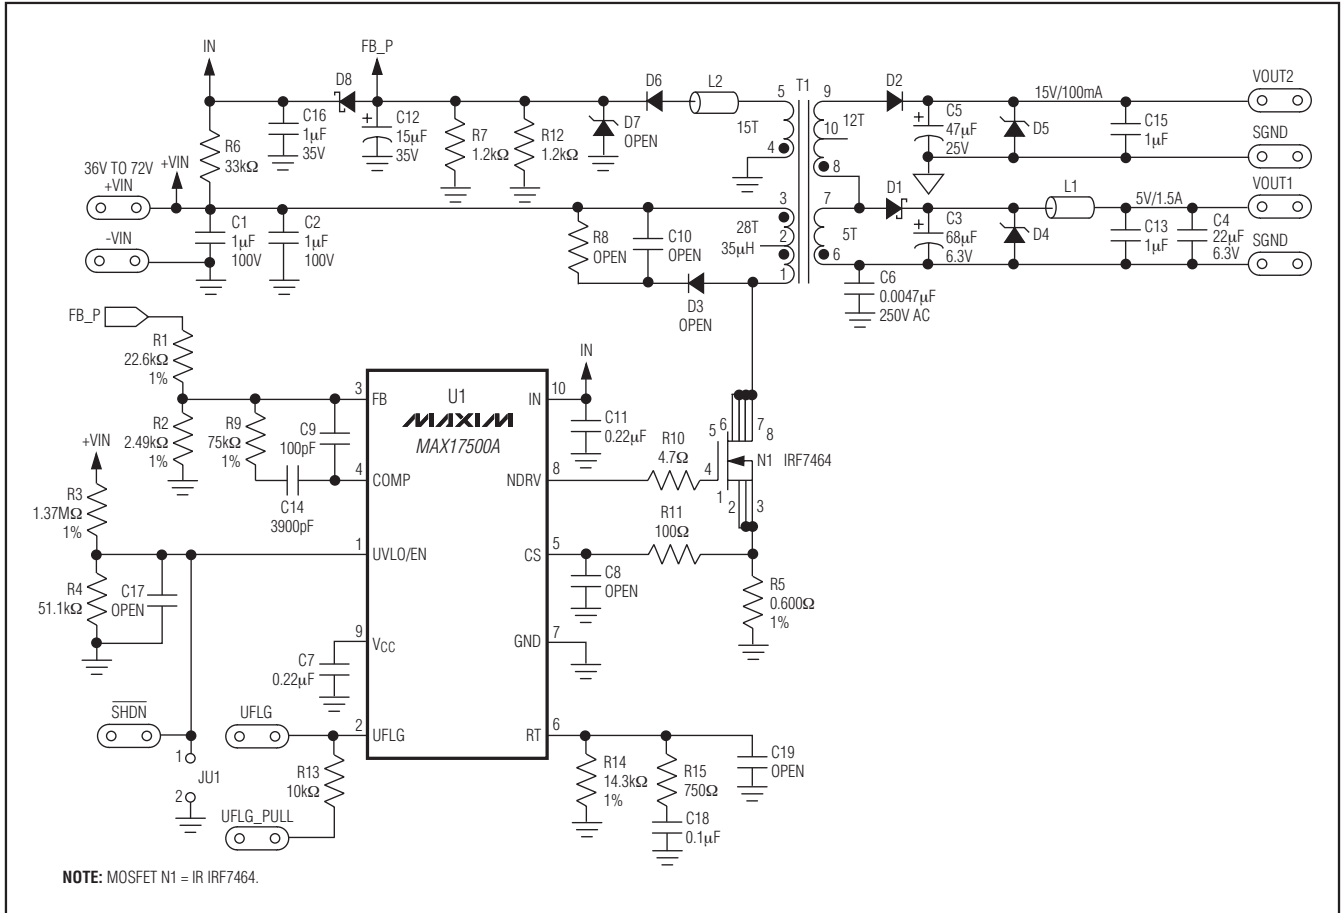 IN
FB_P
D8
D6
L2
T1
D2
VOUT2
C16
1μF
35V
C12
15μF
35V
+
R7
1.2kΩ
R12
1.2kΩ
D7
OPEN
5
15T
4
9
12T
10
8
+
C5
47μF
25V
D5
15V/100mA
C15
1μF
SGND
R6
33kΩ
36V TO 72V
+VIN
+VIN
-VIN
C1
1μF
100V
C2
1μF
100V
R8
OPEN
C10
OPEN
D3
OPEN
3
28T
2
35μH
1
7
5T
6
D1
+
C3
68μF
6.3V
D4
L1
5V/1.5A
C13
1μF
C4
22μF
6.3V
VOUT1
SGND
C6
0.0047μF
250V AC
FB_P
R1
22.6kΩ
1%
R2
2.49kΩ
1%
R9
75kΩ
1%
C9
100pF
C14
3900pF
+VIN
R3
1.37MΩ
1%
R4
51.1kΩ
C17
OPEN
3
FB
4
COMP
1
UVLO/EN
9
VCC
2
UFLG
U1
MAXIM
MAX17500A
IN
10
NDRV
8
CS
5
GND
7
RT
6
IN
C11
0.22μF
R10
4.7Ω
4
5
6
7
8
N1 IRF7464
1
2
3
R11
100Ω
C8
OPEN
R5
0.600Ω
1%
C7
0.22μF
SHDN
UFLG
1
JU1
2
R13
10kΩ
UFLG_PULL
R14
14.3kΩ
1%
R15
750Ω
C18
0.1μF
C19
OPEN
NOTE: MOSFET N1 = IR IRF7464.